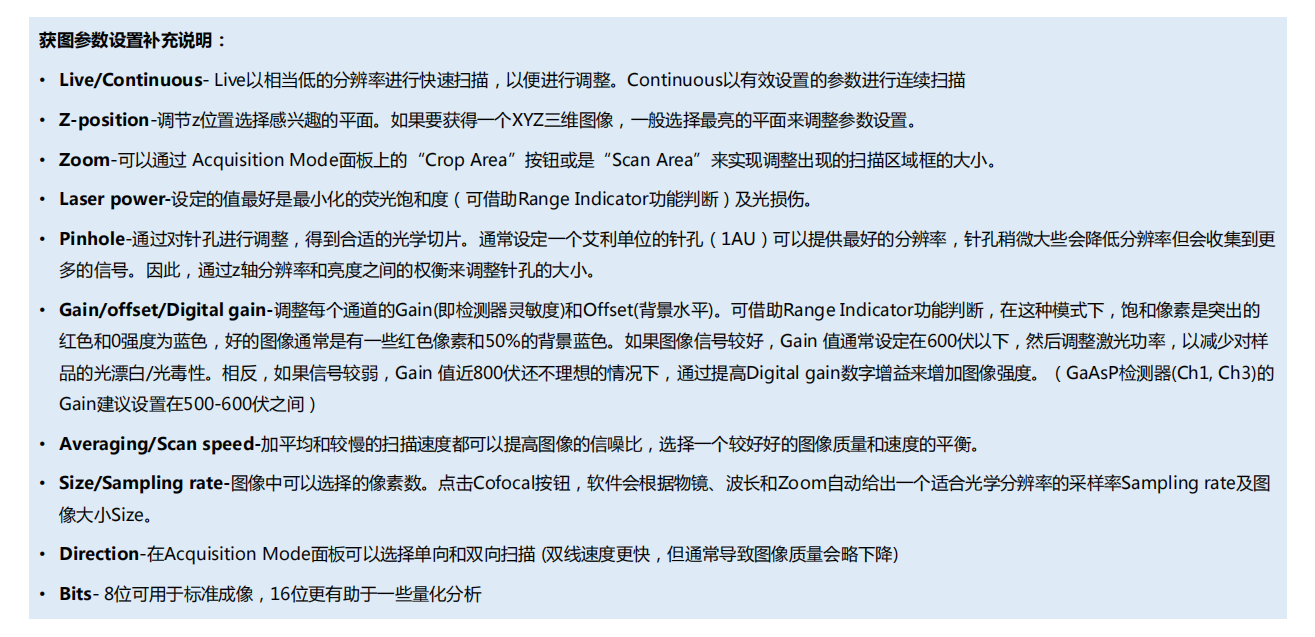 获图参数设置补充说明：
• Live/Continuous- Live以相当低的分辨率进行快速扫描，以便进行调整。Continuous以有效设置的参数进行连续扫描
• Z-position-调节z位置选择感兴趣的平面。如果要获得一个XYZ三维图像，一般选择最亮的平面来调整参数设置。
• Zoom-可以通过 Acquisition Mode面板上的“Crop Area”按钮或是“Scan Area”来实现调整出现的扫描区域框的大小。
• Laser power-设定的值最好是最小化的荧光饱和度（可借助Range Indicator功能判断）及光损伤。
• Pinhole-通过对针孔进行调整，得到合适的光学切片。通常设定一个艾利单位的针孔（1AU）可以提供最好的分辨率，针孔稍微大些会降低分辨率但会收集到更
多的信号。因此，通过z轴分辨率和亮度之间的权衡来调整针孔的大小。
• Gain/offset/Digital gain-调整每个通道的Gain(即检测器灵敏度)和Offset(背景水平)。可借助Range Indicator功能判断，在这种模式下，饱和像素是突出的
红色和0强度为蓝色，好的图像通常是有一些红色像素和50%的背景蓝色。如果图像信号较好，Gain 值通常设定在600伏以下，然后调整激光功率，以减少对样
品的光漂白/光毒性。相反，如果信号较弱，Gain 值近800伏还不理想的情况下，通过提高Digital gain数字增益来增加图像强度。（GaAsP检测器(Ch1, Ch3)的
Gain建议设置在500-600伏之间）
• Averaging/Scan speed-加平均和较慢的扫描速度都可以提高图像的信噪比，选择一个较好好的图像质量和速度的平衡。
• Size/Sampling rate-图像中可以选择的像素数。点击Cofocal按钮，软件会根据物镜、波长和Zoom自动给出一个适合光学分辨率的采样率Sampling rate及图
像大小Size。
• Direction-在Acquisition Mode面板可以选择单向和双向扫描 (双线速度更快，但通常导致图像质量会略下降)
• Bits- 8位可用于标准成像，16位更有助于一些量化分析